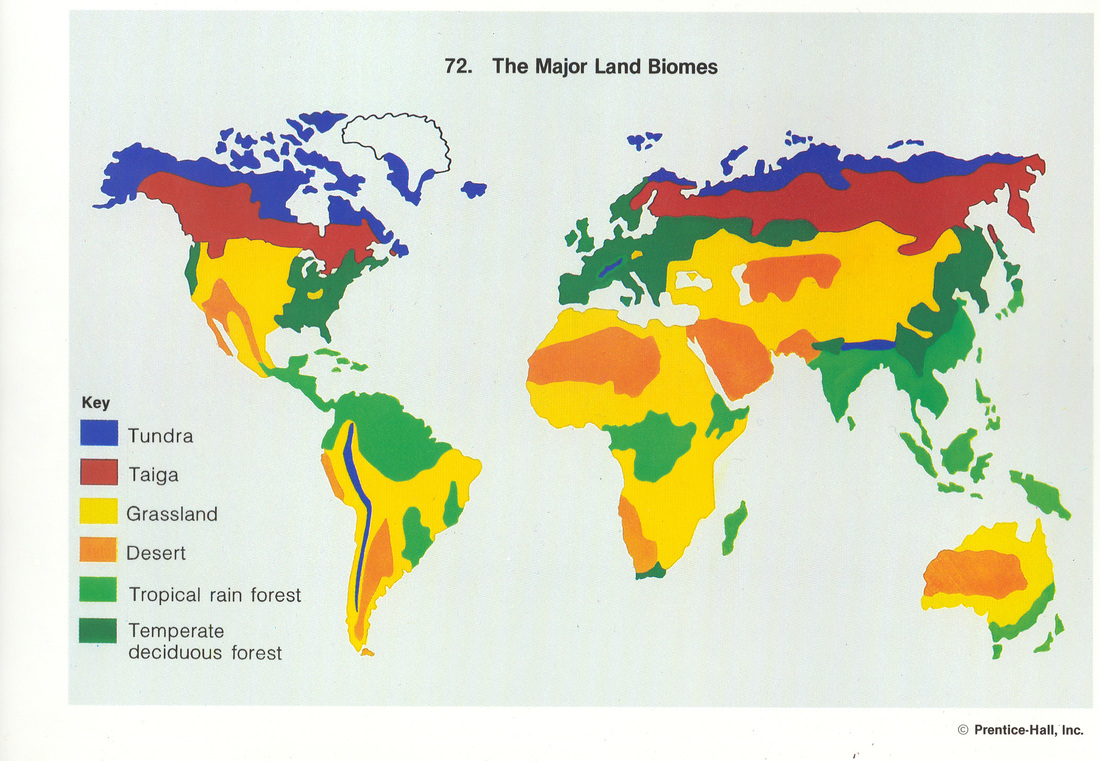 72. The Major Land Biomes
Key
Tundra
Taiga
Grassland
Desert
Tropical rain forest
Temperate
deciduous forest
© Prentice-Hall, Inc.